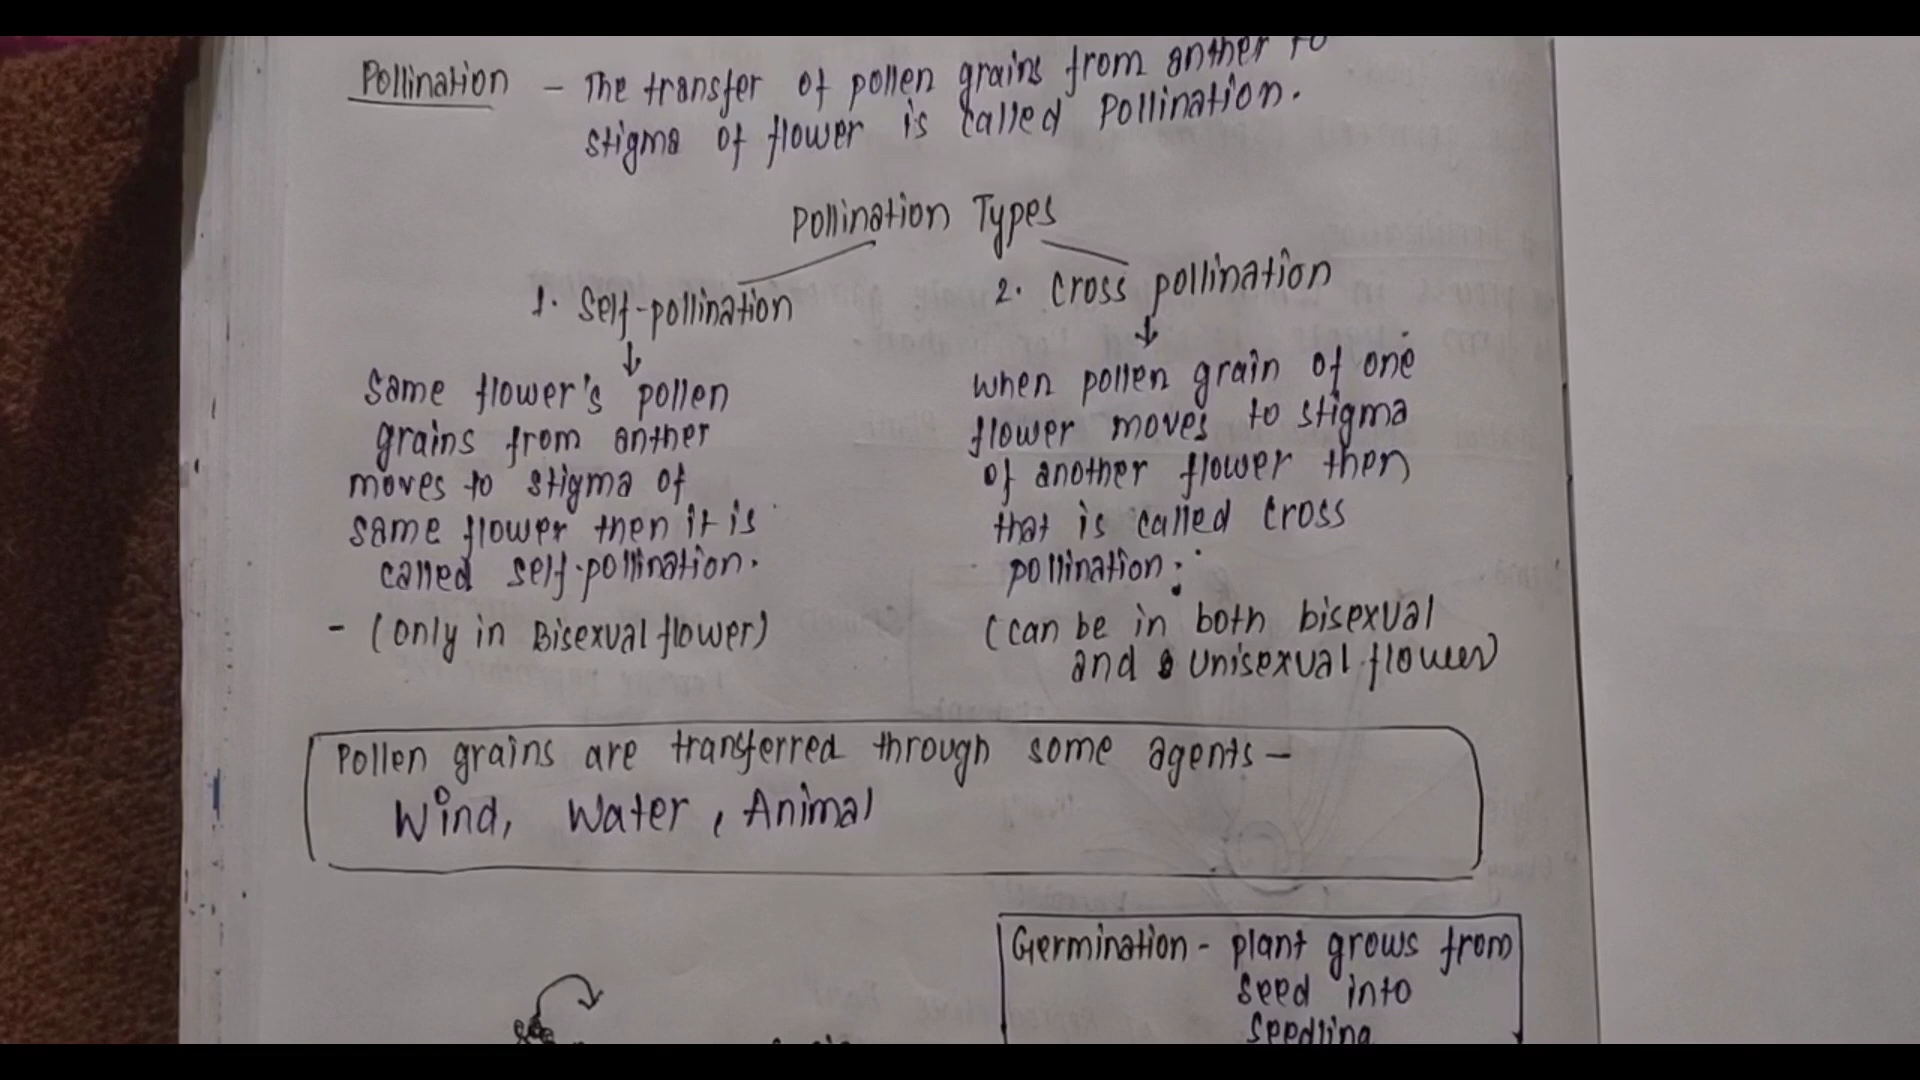 Pollination - The transfer of pollen grains from anther to
stigma of flower is called Pollination.
Pollination Types
1. Self-pollination
2. Cross pollination
Same flower's pollen
grains from anther
moves to stigma of
same flower then it is
called self-pollination.
- (only in Bisexual flower)
when pollen grain of one
flower moves to stigma
of another flower then
that is called cross
pollination.
(can be in both bisexual
and unisexual flower)
Pollen grains are transferred through some agents -
Wind, Water, Animal
Germination - plant grows from
seed into
seedling